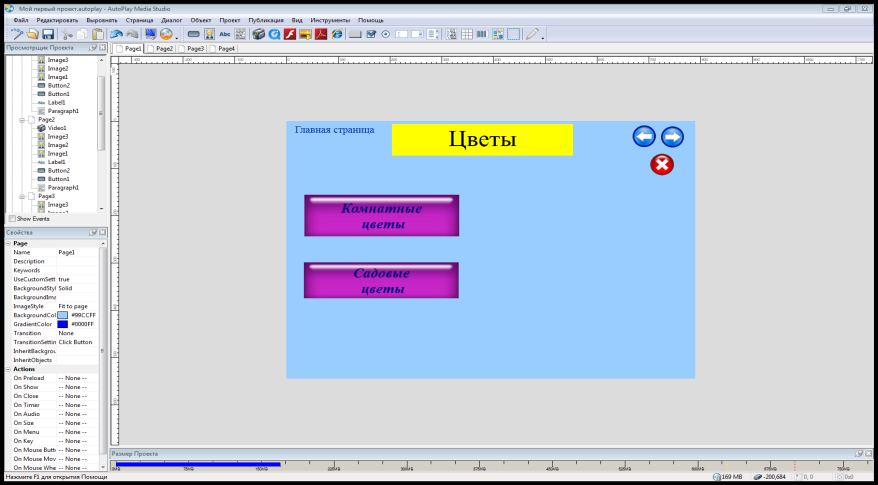 Мой первый проект.autoplay - AutoPlay Media Studio
Файл Редактировать Выровнять Страница Диалог Объект Проект Публикация Вид Инструменты Помощь
Просмотрщик Проекта
Page1 Page2 Page3 Page4
Image3
Image2
Image1
Button2
Button1
Label1
Paragraph1
Page2
Video1
Image3
Image2
Image1
Label1
Button2
Button1
Paragraph1
Page3
Image3
Show Events
Свойства
Page
Name Page1
Description
Keywords
UseCustomSett true
BackgroundStyl Solid
BackgroundIma
ImageStyle Fit to page
BackgroundCol #99CCFF
GradientColor #0000FF
Transition None
TransitionSettin Click Button
InheritBackgrou
InheritObjects
Actions
On Preload -- None --
On Show -- None --
On Close -- None --
On Timer -- None --
On Audio -- None --
On Size -- None --
On Menu -- None --
On Key -- None --
On Mouse Butt -- None --
On Mouse Mov -- None --
On Mouse Whe -- None --
Главная страница
Цветы
Комнатные
цветы
Садовые
цветы
Размер Проекта
Нажмите F1 для открытия Помощи
169 MB -200,684 0, 0 0x0